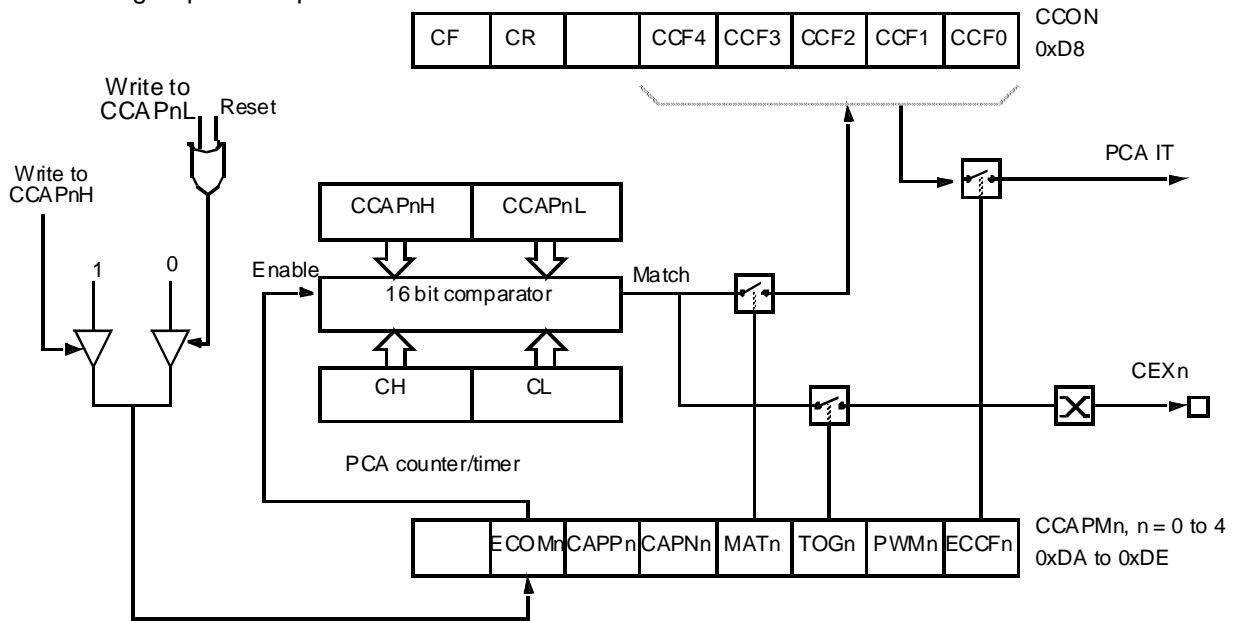 CF CR CCF4 CCF3 CCF2 CCF1 CCF0
CCON
0xD8
Write to
CCAPnL
Reset
Write to
CCAPnH
PCA IT
CCAPnH CCAPnL
1
0
Enable
16 bit comparator
Match
CH CL
CEXn
PCA counter/timer
ECOMn CAPPn CAPNn MATn TOGn PWMn ECCFn
CCAPMn, n = 0 to 4
0xDA to 0xDE